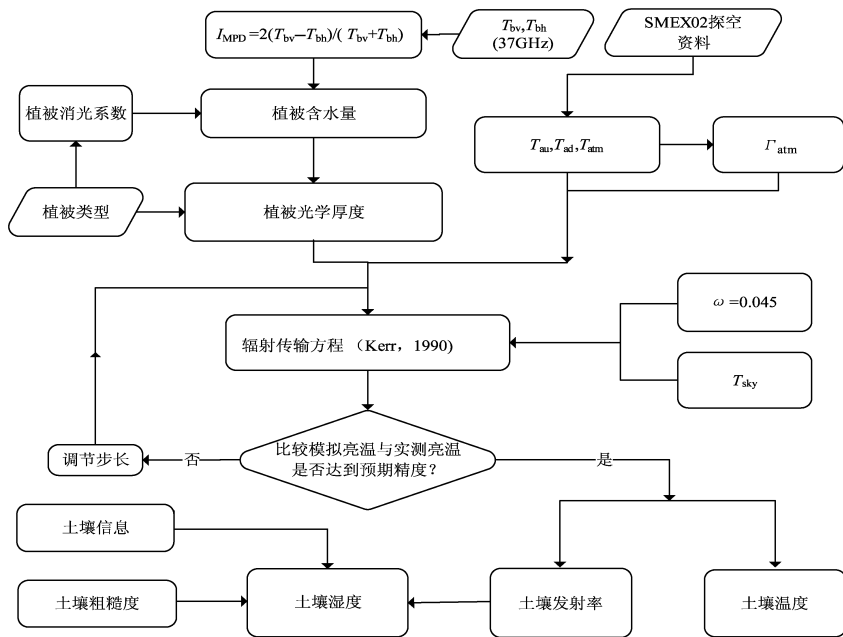 I_MPD =2(T_bv–T_bh)/( T_bv+T_bh)
T_bv,T_bh
(37GHz)
SMEX02探空
资料
植被消光系数
植被含水量
T_au,T_ad,T_atm
Γ_atm
植被类型
植被光学厚度
ω=0.045
辐射传输方程 （Kerr，1990)
T_sky
比较模拟亮温与实测亮温
是否达到预期精度？
调节步长
否
是
土壤信息
土壤粗糙度
土壤湿度
土壤发射率
土壤温度